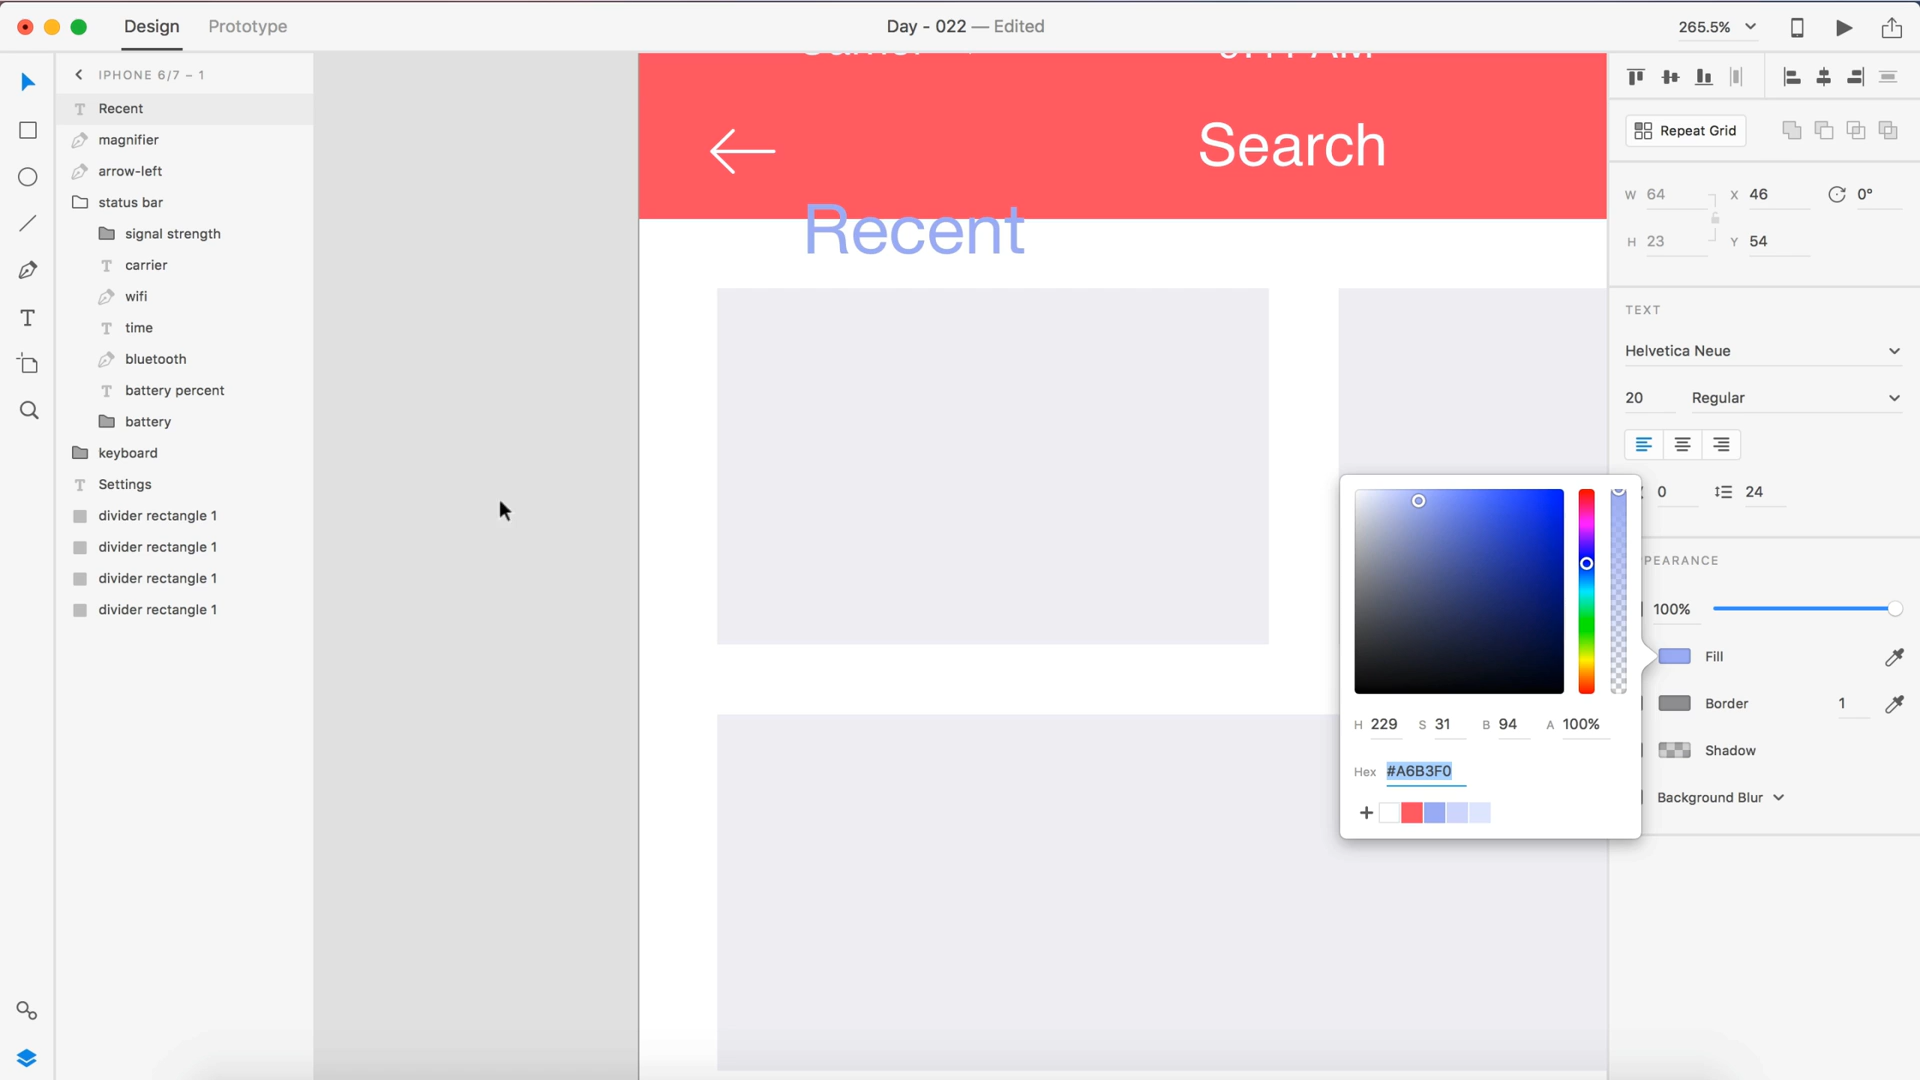 Design
Prototype
Day - 022 — Edited
265.5%
IPHONE 6/7 – 1
Recent
magnifier
arrow-left
status bar
signal strength
carrier
wifi
time
bluetooth
battery percent
battery
keyboard
Settings
divider rectangle 1
divider rectangle 1
divider rectangle 1
divider rectangle 1
Search
Recent
Repeat Grid
W 64 X 46 0°
H 23 Y 54
TEXT
Helvetica Neue
20 Regular
0 24
PEARANCE
100%
Fill
Border 1
Shadow
Background Blur
H 229 S 31 B 94 A 100%
Hex #A6B3F0